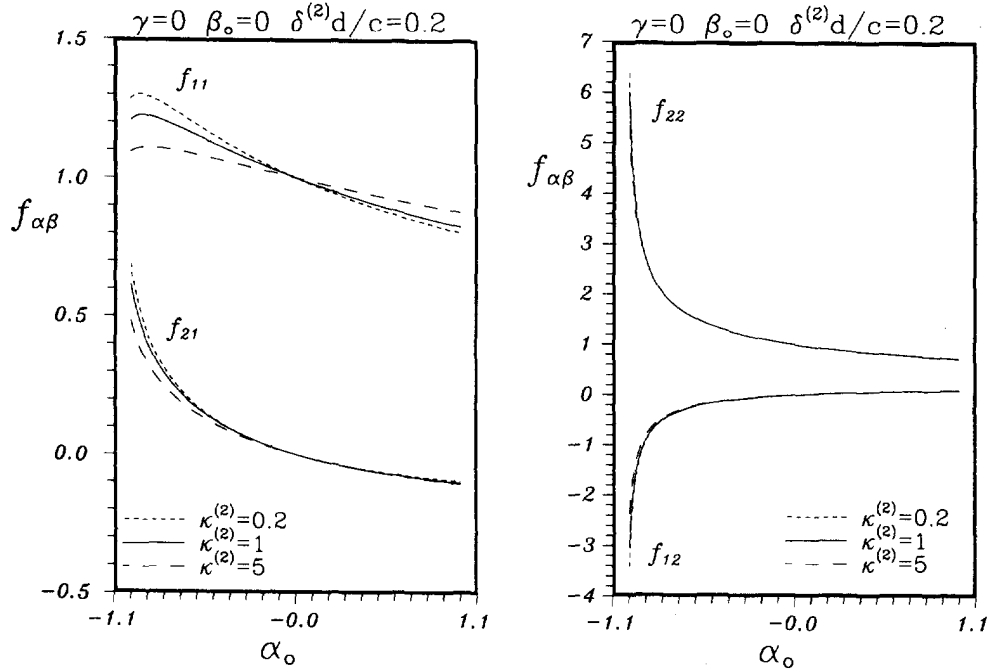 γ=0 β₀=0 δ⁽²⁾d/c=0.2
1.5
1.0
0.5
0.0
-0.5
f_αβ
f₁₁
f₂₁
κ⁽²⁾=0.2
κ⁽²⁾=1
κ⁽²⁾=5
-1.1
-0.0
1.1
α₀
γ=0 β₀=0 δ⁽²⁾d/c=0.2
7
6
5
4
3
2
1
0
-1
-2
-3
-4
f_αβ
f₂₂
f₁₂
κ⁽²⁾=0.2
κ⁽²⁾=1
κ⁽²⁾=5
-1.1
-0.0
1.1
α₀